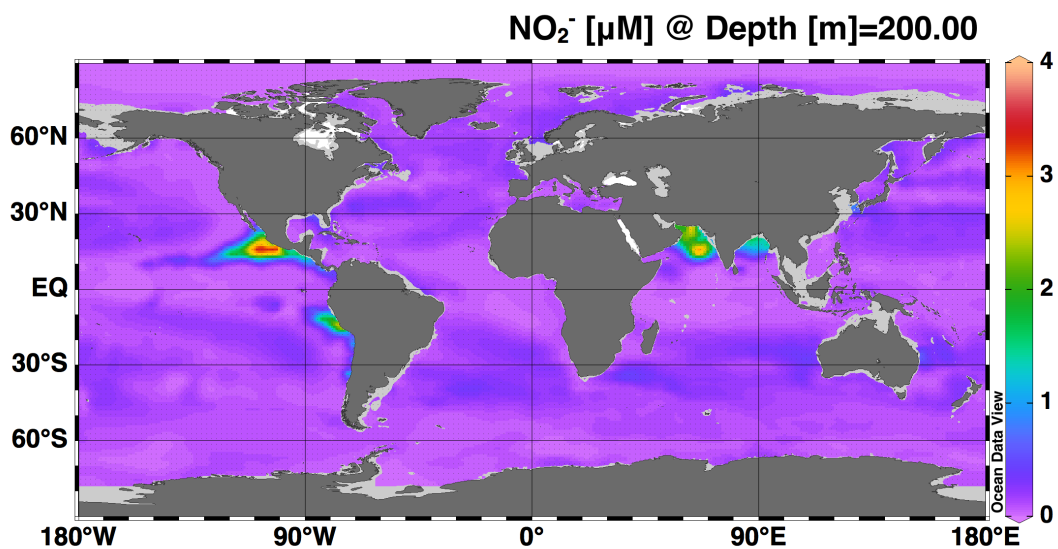 NO₂⁻ [µM] @ Depth [m]=200.00
4
60°N
3
30°N
EQ
2
30°S
1
60°S
Ocean Data View
0
180°W
90°W
0°
90°E
180°E